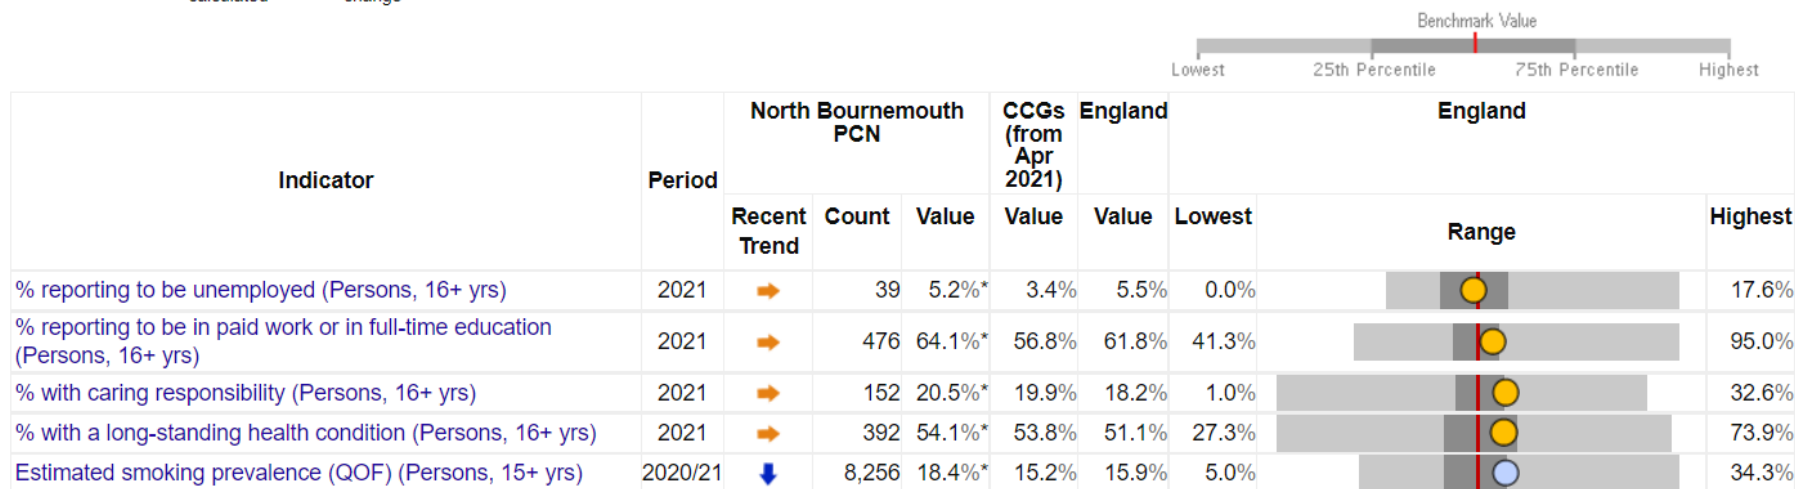 Benchmark Value
Lowest 25th Percentile 75th Percentile Highest
Indicator Period North Bournemouth PCN CCGs (from Apr 2021) England England
Recent Trend Count Value Value Value Lowest Range Highest
% reporting to be unemployed (Persons, 16+ yrs) 2021 39 5.2%* 3.4% 5.5% 0.0% 17.6%
% reporting to be in paid work or in full-time education
(Persons, 16+ yrs) 2021 476 64.1%* 56.8% 61.8% 41.3% 95.0%
% with caring responsibility (Persons, 16+ yrs) 2021 152 20.5%* 19.9% 18.2% 1.0% 32.6%
% with a long-standing health condition (Persons, 16+ yrs) 2021 392 54.1%* 53.8% 51.1% 27.3% 73.9%
Estimated smoking prevalence (QOF) (Persons, 15+ yrs) 2020/21 8,256 18.4%* 15.2% 15.9% 5.0% 34.3%